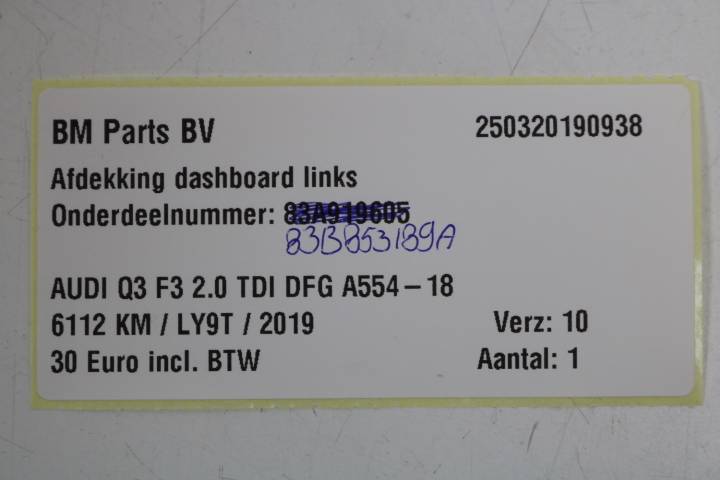 BM Parts BV 250320190938
Afdekking dashboard links
Onderdeelnummer: 83A919605
83B853189A
AUDI Q3 F3 2.0 TDI DFG A554-18
6112 KM / LY9T / 2019 Verz: 10
30 Euro incl. BTW Aantal: 1